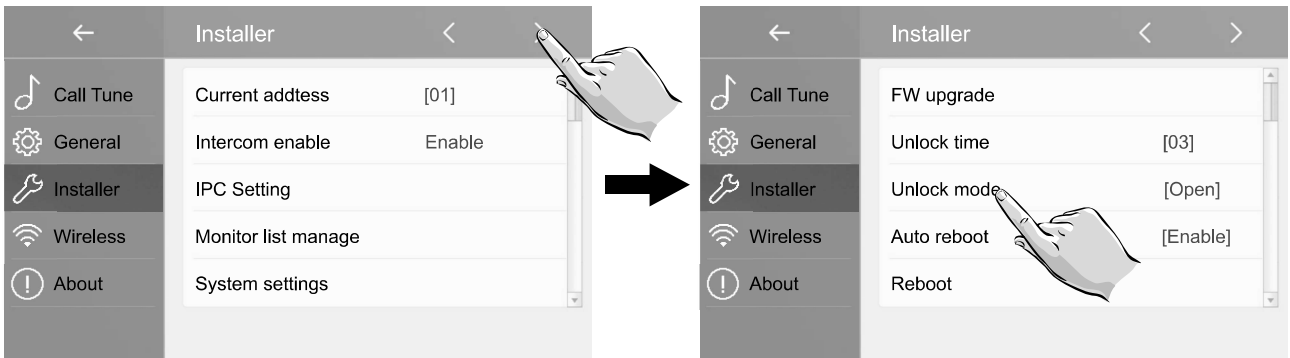 Installer
Call Tune
General
Installer
Wireless
About
Current addtess [01]
Intercom enable Enable
IPC Setting
Monitor list manage
System settings
Installer
Call Tune
General
Installer
Wireless
About
FW upgrade
Unlock time [03]
Unlock mode [Open]
Auto reboot [Enable]
Reboot